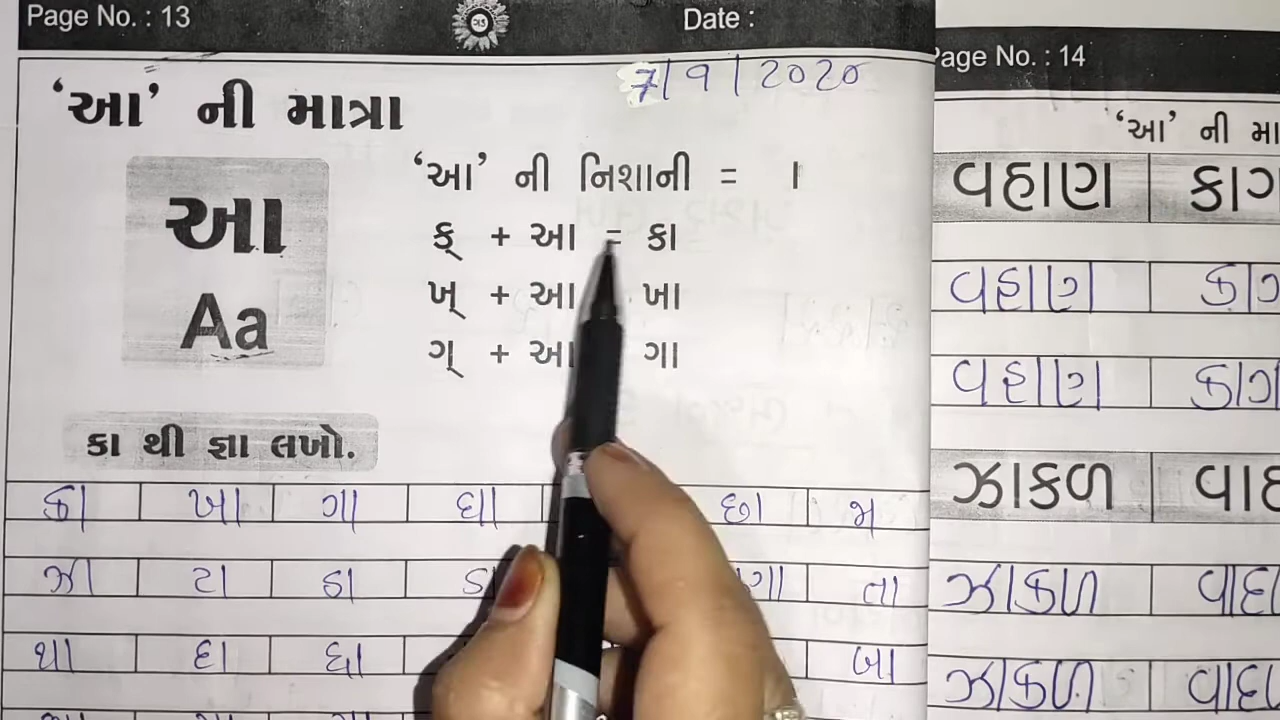 Page No. : 13 Date :
7/9/2020
'આ' ની માત્રા
આ
Aa
'આ' ની નિશાની = ા
ક્ + આ = કા
ખ્ + આ ખા
ગ્ + આ ગા
કા થી જ્ઞા લખો.
કા ખા ગા ઘા છા જા
ઝા ટા ઠા ડા ણા તા
થા દા ધા બા
Page No. : 14
'આ' ની મા
વહાણ કાગ
વહાણ કાગ
વહાણ કાગ
ઝાકળ વાદ
ઝાકળ વાદ
ઝાકળ વાદ